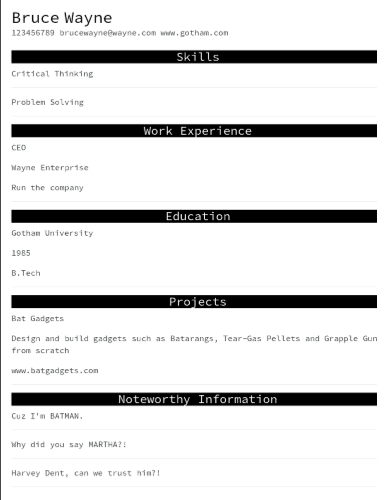 Bruce Wayne
123456789 brucewayne@wayne.com www.gotham.com
Skills
Critical Thinking
Problem Solving
Work Experience
CEO
Wayne Enterprise
Run the company
Education
Gotham University
1985
B.Tech
Projects
Bat Gadgets
Design and build gadgets such as Batarangs, Tear-Gas Pellets and Grapple Gun
from scratch
www.batgadgets.com
Noteworthy Information
Cuz I'm BATMAN.
Why did you say MARTHA?!
Harvey Dent, can we trust him?!